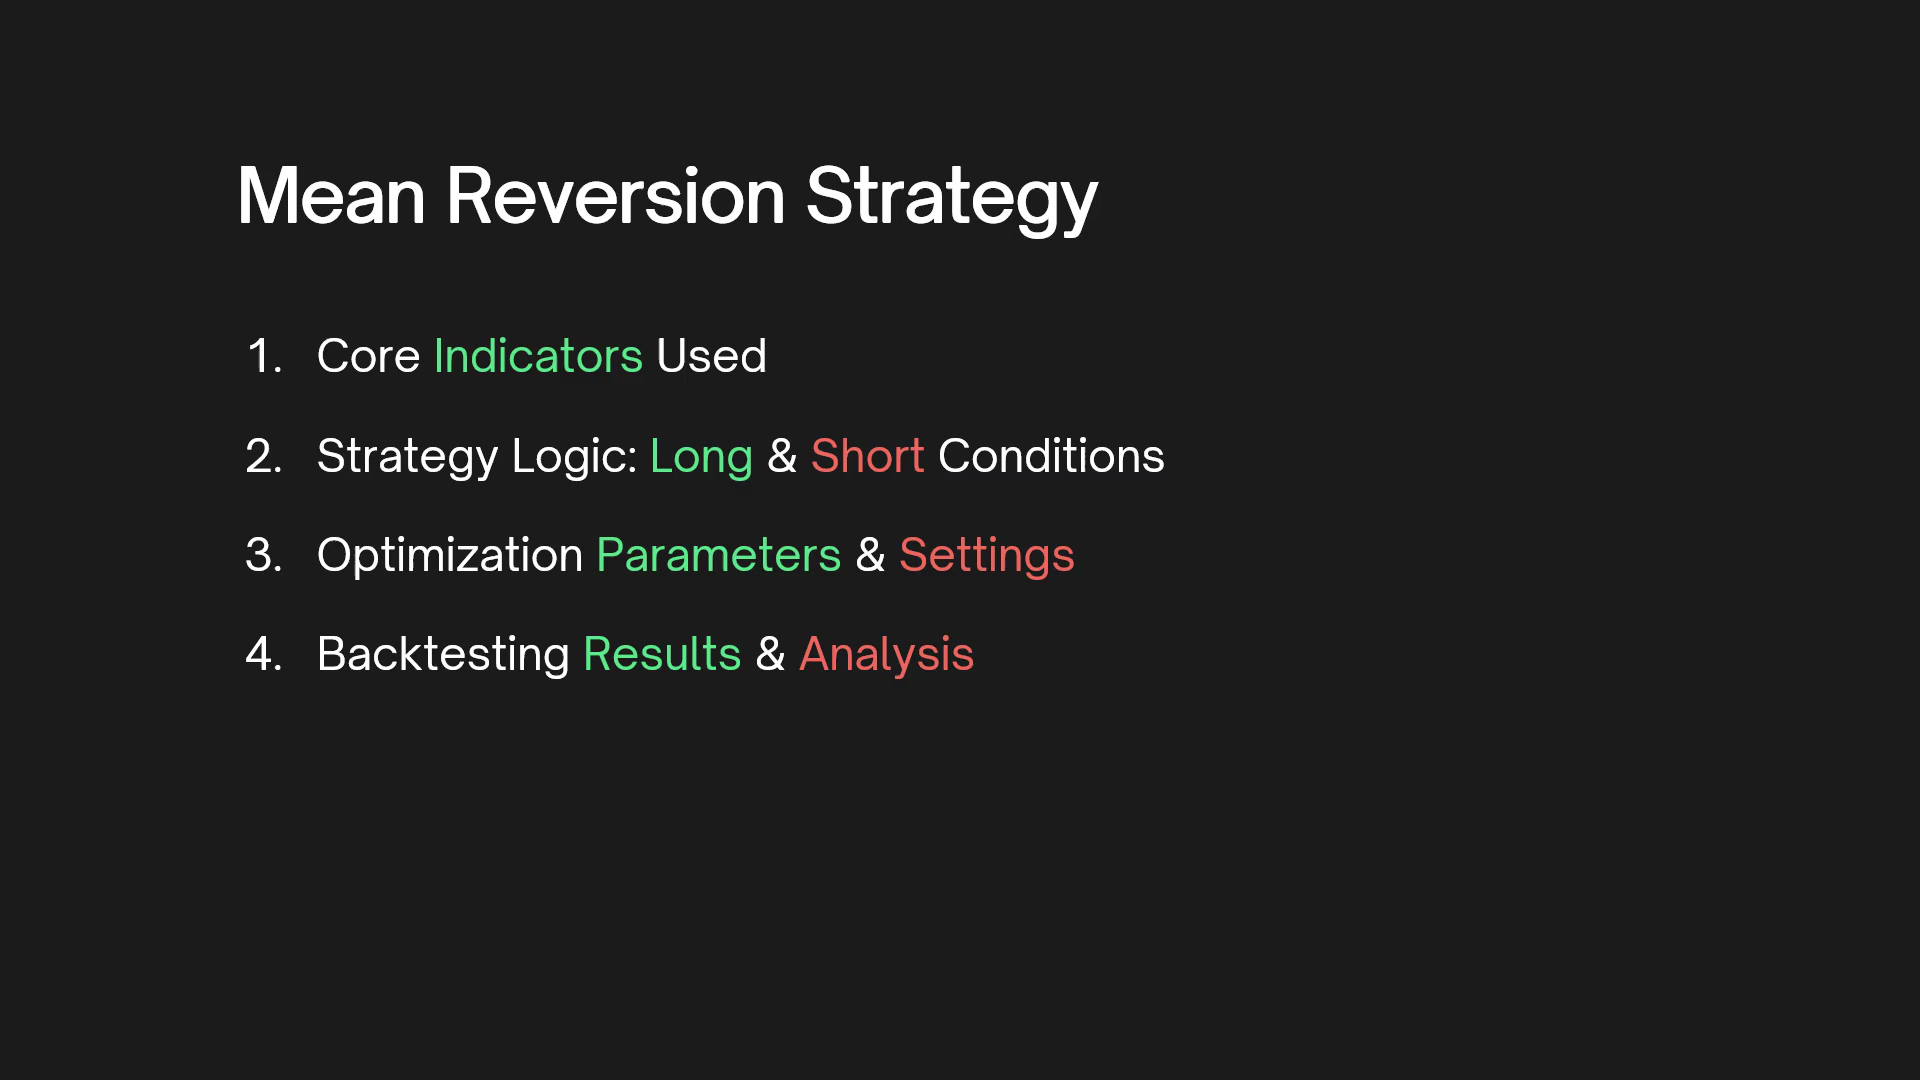 Mean Reversion Strategy
1. Core Indicators Used
2. Strategy Logic: Long & Short Conditions
3. Optimization Parameters & Settings
4. Backtesting Results & Analysis